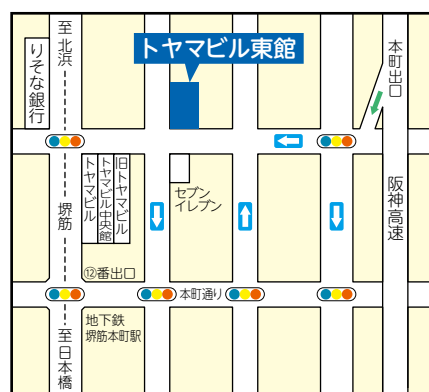 至北浜
りそな銀行
トヤマビル東館
本町出口
堺筋
トヤマビル
トヤマビル中央館
旧トヤマビル
セブン
イレブン
阪神高速
⑫番出口
本町通り
地下鉄
堺筋本町駅
至日本橋